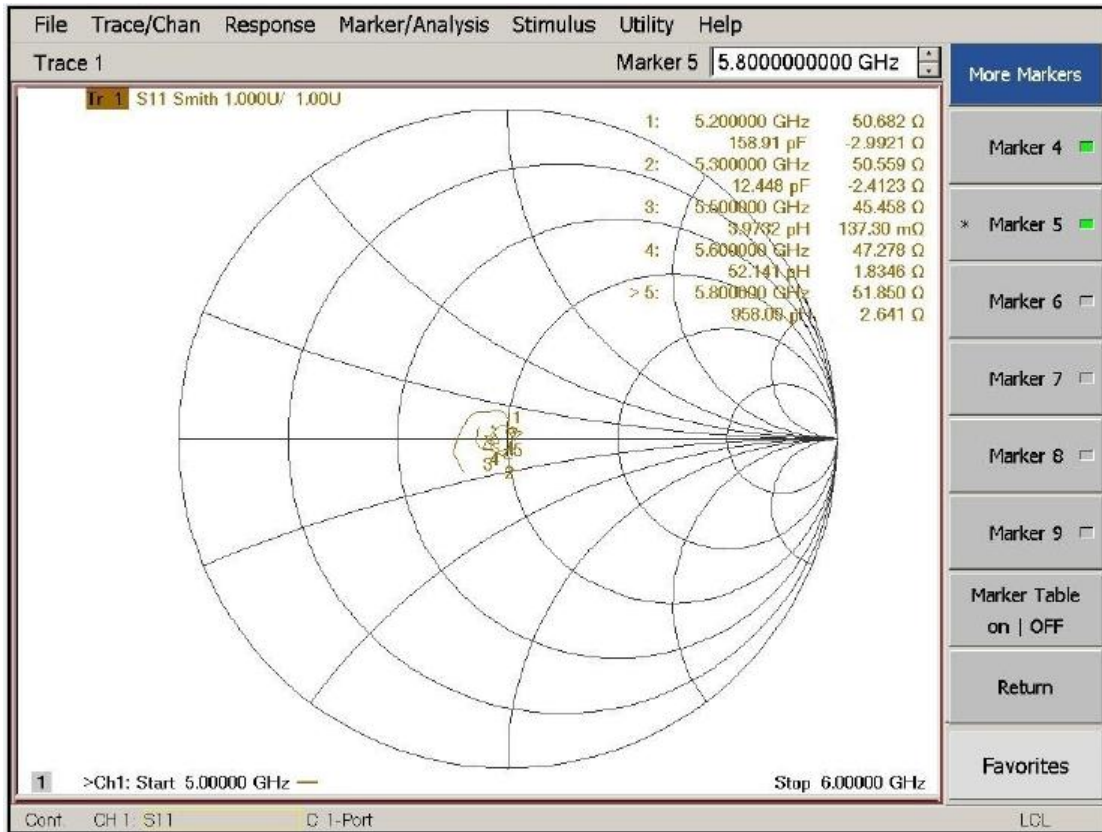 File Trace/Chan Response Marker/Analysis Stimulus Utility Help
Trace 1 Marker 5 5.8000000000 GHz
Tr 1 S11 Smith 1.000U/ 1.00U
1: 5.200000 GHz 50.682 Ω
158.91 pF -2.9921 Ω
2: 5.300000 GHz 50.559 Ω
12.448 pF -2.4123 Ω
3: 5.500000 GHz 45.458 Ω
3.9732 pH 137.30 mΩ
4: 5.600000 GHz 47.278 Ω
52.141 pH 1.8346 Ω
> 5: 5.800000 GHz 51.850 Ω
958.09 pH 2.641 Ω
1
3
4
5
2
1 >Ch1: Start 5.00000 GHz Stop 6.00000 GHz
Cont. CH 1: S11 C 1-Port LCL
More Markers
Marker 4
* Marker 5
Marker 6
Marker 7
Marker 8
Marker 9
Marker Table
on | OFF
Return
Favorites